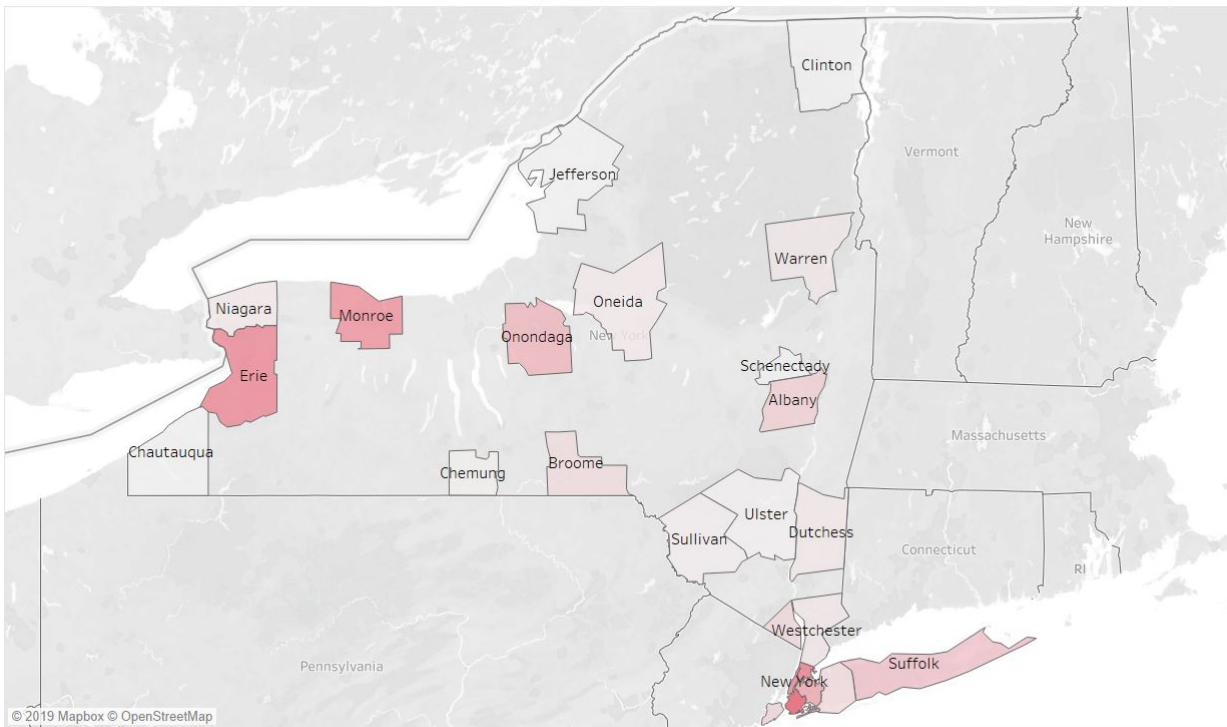 Clinton
Vermont
Jefferson
New
Hampshire
Warren
Oneida
Niagara
Monroe
Onondaga
New York
Schenectady
Erie
Albany
Massachusetts
Chautauqua
Chemung
Broome
Ulster
Dutchess
Sullivan
Connecticut
RI
Westchester
Pennsylvania
Suffolk
New York
© 2019 Mapbox © OpenStreetMap